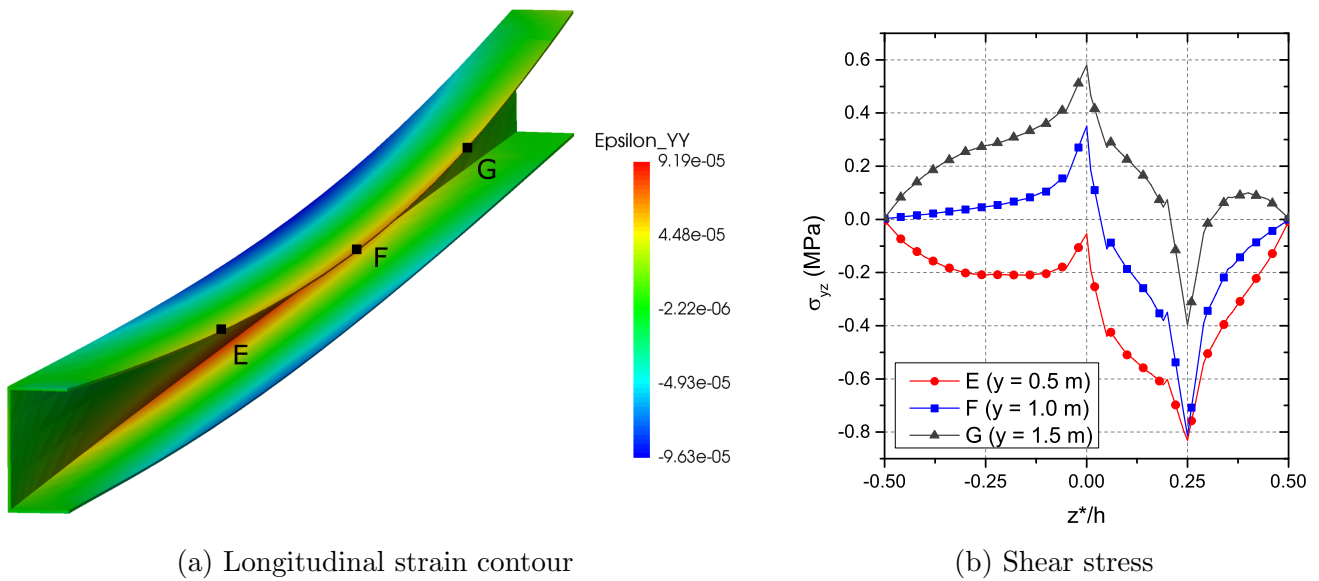 G
F
E
Epsilon_YY
9.19e-05
4.48e-05
-2.22e-06
-4.93e-05
-9.63e-05
0.6
0.4
0.2
0.0
-0.2
-0.4
-0.6
-0.8
σyz (MPa)
E (y = 0.5 m)
F (y = 1.0 m)
G (y = 1.5 m)
-0.50 -0.25 0.00 0.25 0.50
z*/h
(a) Longitudinal strain contour
(b) Shear stress